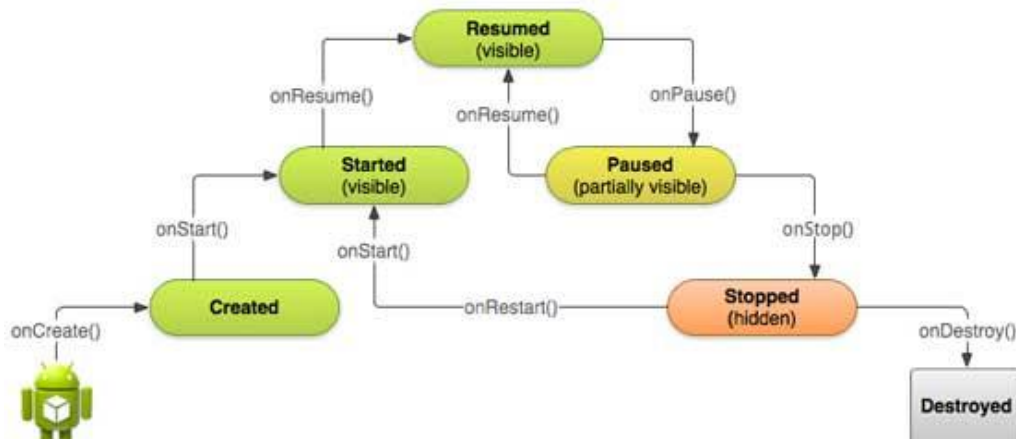 Resumed
(visible)
onResume()
onResume()
onPause()
Started
(visible)
Paused
(partially visible)
onStart()
onStart()
onStop()
Created
onRestart()
Stopped
(hidden)
onCreate()
onDestroy()
Destroyed